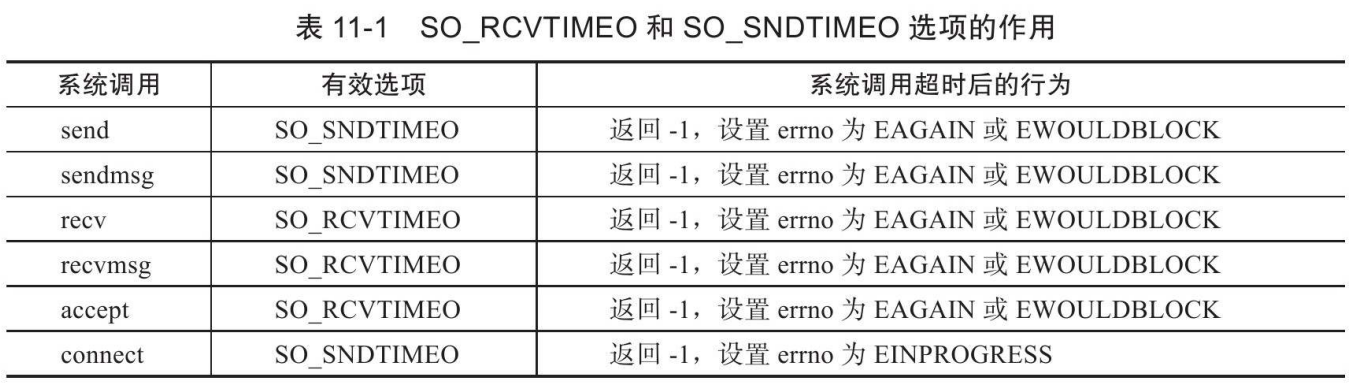 表 11-1 SO_RCVTIMEO 和 SO_SNDTIMEO 选项的作用
系统调用 有效选项 系统调用超时后的行为
send SO_SNDTIMEO 返回 -1，设置 errno 为 EAGAIN 或 EWOULDBLOCK
sendmsg SO_SNDTIMEO 返回 -1，设置 errno 为 EAGAIN 或 EWOULDBLOCK
recv SO_RCVTIMEO 返回 -1，设置 errno 为 EAGAIN 或 EWOULDBLOCK
recvmsg SO_RCVTIMEO 返回 -1，设置 errno 为 EAGAIN 或 EWOULDBLOCK
accept SO_RCVTIMEO 返回 -1，设置 errno 为 EAGAIN 或 EWOULDBLOCK
connect SO_SNDTIMEO 返回 -1，设置 errno 为 EINPROGRESS